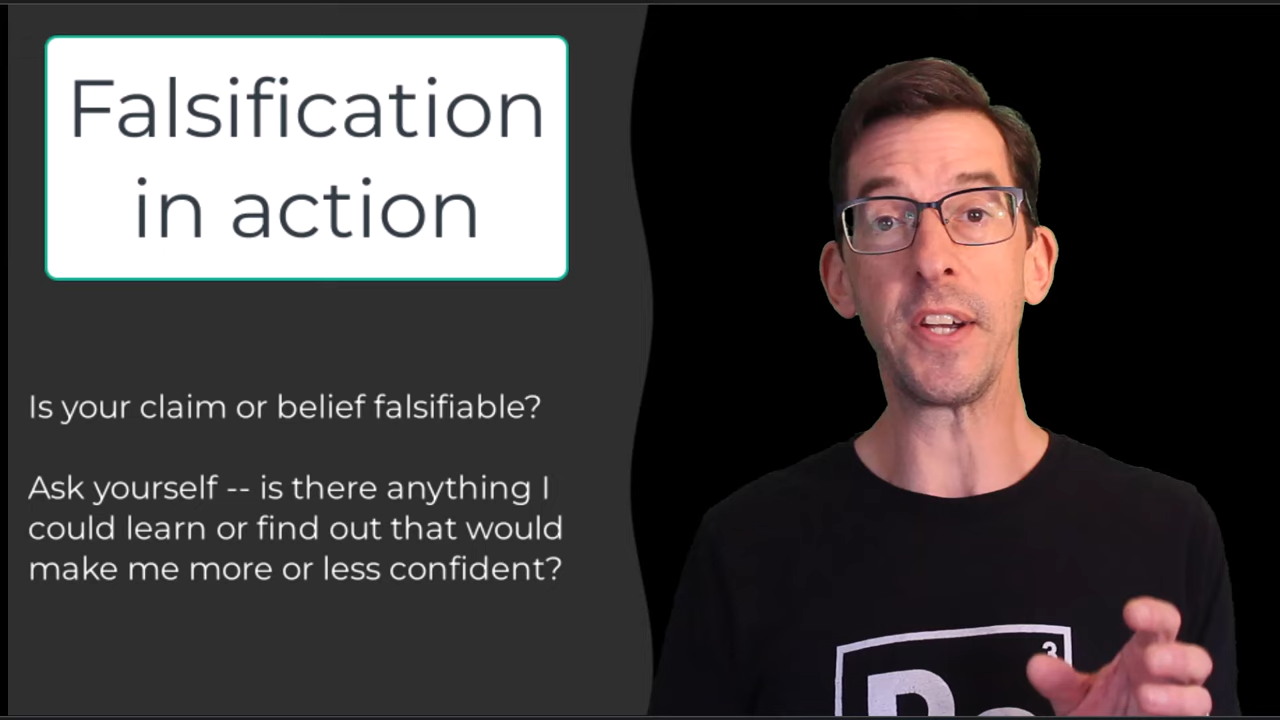 Falsification
in action
Is your claim or belief falsifiable?
Ask yourself -- is there anything I
could learn or find out that would
make me more or less confident?
3